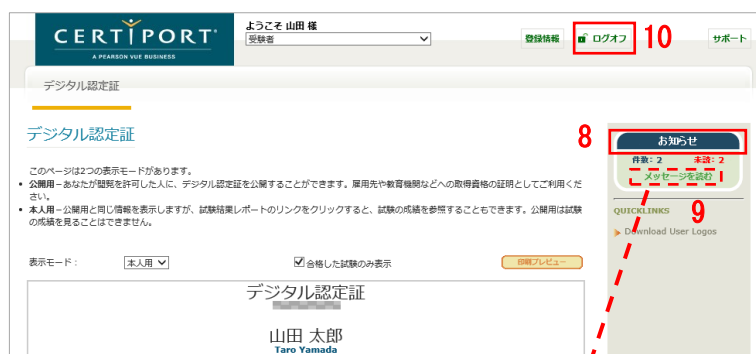 CERTIPORT
A PEARSON VUE BUSINESS
ようこそ 山田 様
受験者
登録情報
ログオフ
10
サポート
デジタル認定証
デジタル認定証
8
お知らせ
件数: 2 未読: 2
メッセージを読む
9
QUICKLINKS
Download User Logos
このページは2つの表示モードがあります。
• 公開用－あなたが閲覧を許可した人に、デジタル認定証を公開することができます。雇用先や教育機関などへの取得資格の証明としてご利用くだ
さい。
• 本人用－公開用と同じ情報を表示しますが、試験結果レポートのリンクをクリックすると、試験の成績を参照することもできます。公開用は試験
の成績を見ることはできません。
表示モード： 本人用 合格した試験のみ表示 印刷プレビュー
デジタル認定証
山田 太郎
Taro Yamada